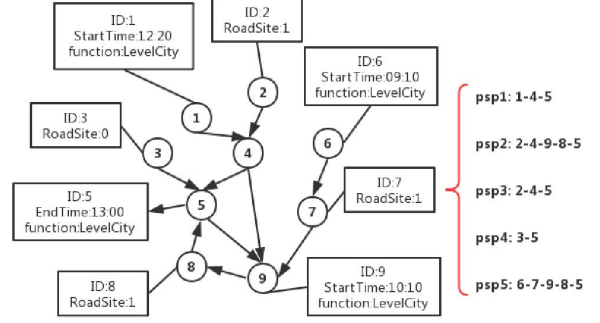 ID:1
StartTime:12:20
function:LevelCity
ID:2
RoadSite:1
ID:6
StartTime:09:10
function:LevelCity
ID:3
RoadSite:0
1
2
3
4
6
ID:5
EndTime:13:00
function:LevelCity
5
7
ID:7
RoadSite:1
8
9
ID:8
RoadSite:1
ID:9
StartTime:10:10
function:LevelCity
psp1: 1-4-5
psp2: 2-4-9-8-5
psp3: 2-4-5
psp4: 3-5
psp5: 6-7-9-8-5